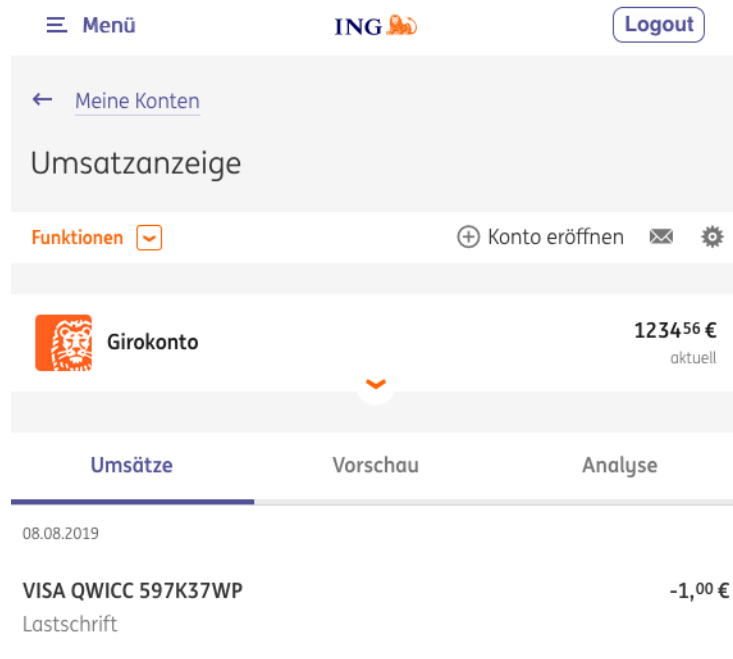 Menü ING Logout
Meine Konten
Umsatzanzeige
Funktionen Konto eröffnen
Girokonto 1234⁵⁶ €
aktuell
Umsätze Vorschau Analyse
08.08.2019
VISA QWICC 597K37WP -1,⁰⁰ €
Lastschrift